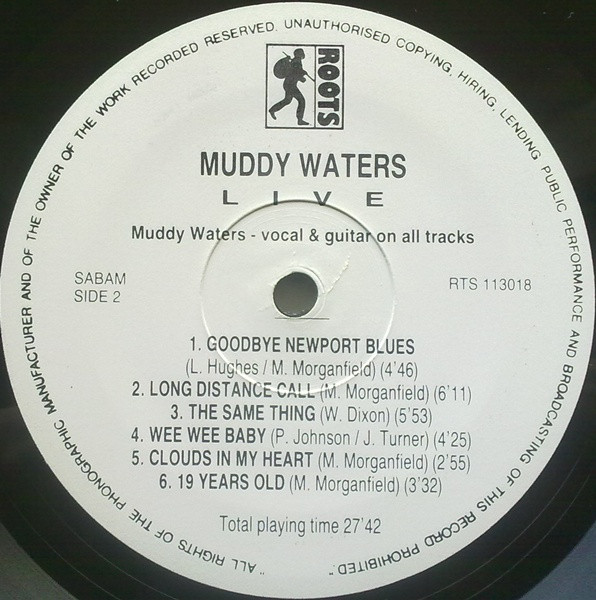 "ALL RIGHTS OF THE PHONOGRAPHIC MANUFACTURER AND OF THE OWNER OF THE WORK RECORDED RESERVED. UNAUTHORISED COPYING, HIRING, LENDING PUBLIC PERFORMANCE AND BROADCASTING OF THIS RECORD PROHIBITED."
ROOTS
MUDDY WATERS
LIVE
Muddy Waters - vocal & guitar on all tracks
SABAM
SIDE 2
RTS 113018
1. GOODBYE NEWPORT BLUES
(L. Hughes / M. Morganfield) (4'46)
2. LONG DISTANCE CALL (M. Morganfield) (6'11)
3. THE SAME THING (W. Dixon) (5'53)
4. WEE WEE BABY (P. Johnson / J. Turner) (4'25)
5. CLOUDS IN MY HEART (M. Morganfield) (2'55)
6. 19 YEARS OLD (M. Morganfield) (3'32)
Total playing time 27'42